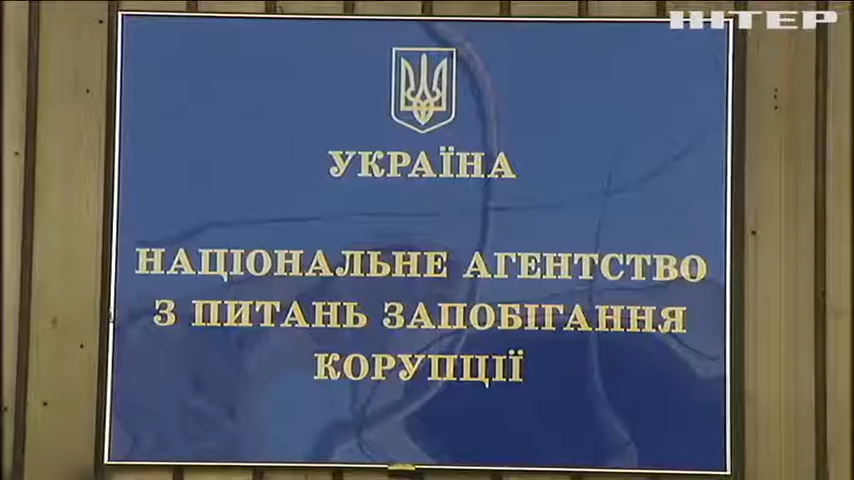 ІНТЕР
УКРАЇНА
НАЦІОНАЛЬНЕ АГЕНТСТВО
З ПИТАНЬ ЗАПОБІГАННЯ
КОРУПЦІЇ